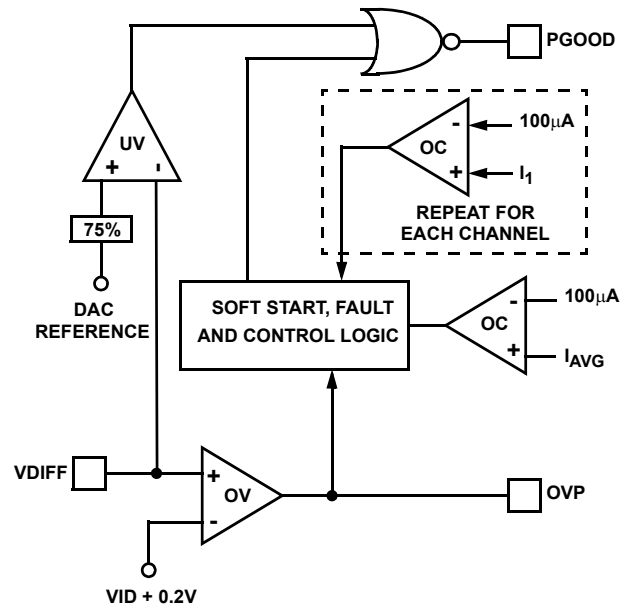 PGOOD
UV
+ -
75%
DAC
REFERENCE
-
OC
+
100µA
I1
REPEAT FOR
EACH CHANNEL
SOFT START, FAULT
AND CONTROL LOGIC
-
OC
+
100µA
IAVG
VDIFF
+
OV
-
OVP
VID + 0.2V